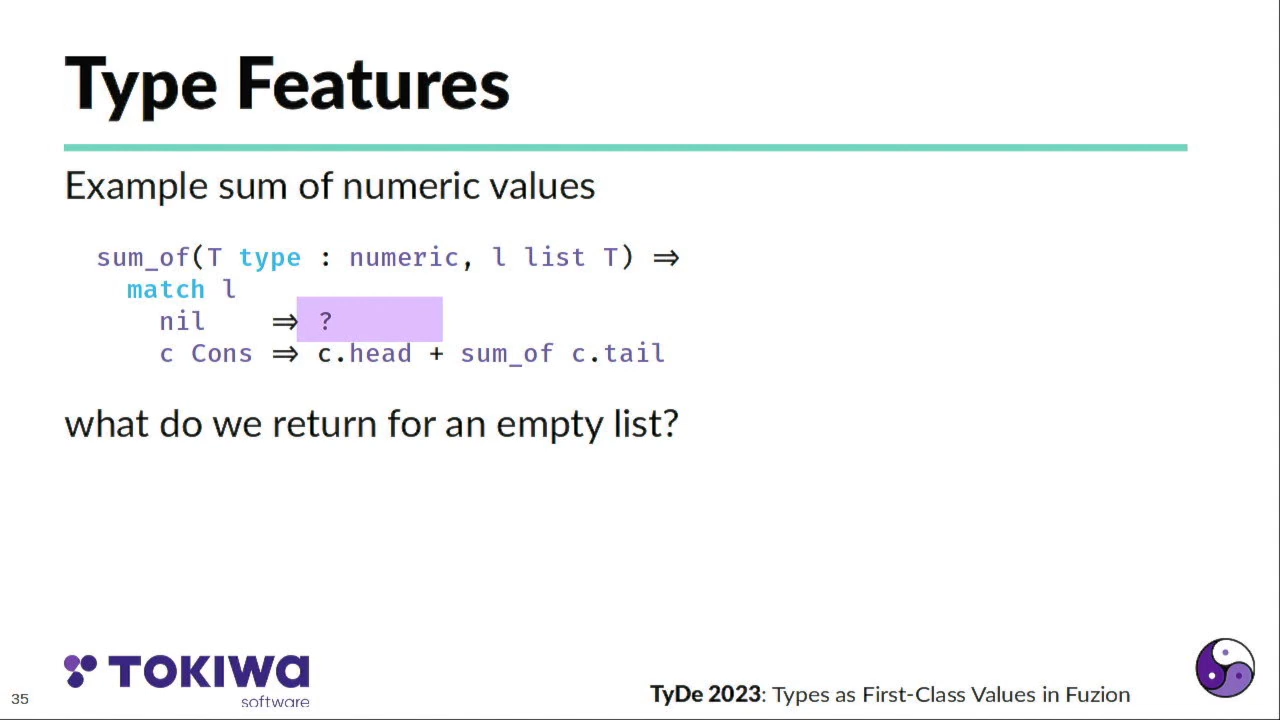 Type Features
Example sum of numeric values
sum_of(T type : numeric, l list T) ⇒
match l
nil ⇒ ?
c Cons ⇒ c.head + sum_of c.tail
what do we return for an empty list?
35
TOKIWA
software
TyDe 2023: Types as First-Class Values in Fuzion